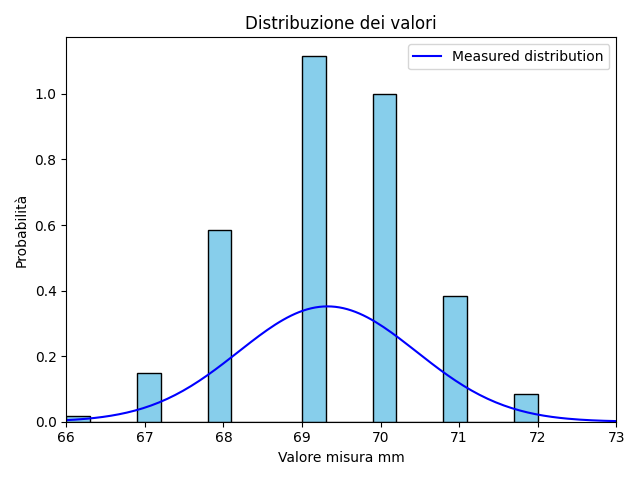 Distribuzione dei valori
Measured distribution
Probabilità
1.0
0.8
0.6
0.4
0.2
0.0
66 67 68 69 70 71 72 73
Valore misura mm